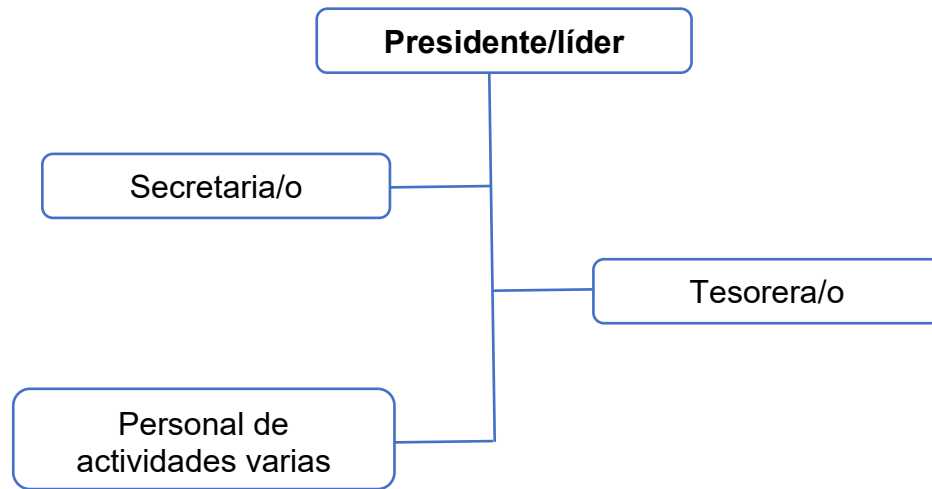 Presidente/líder
Secretaria/o
Tesorera/o
Personal de
actividades varias